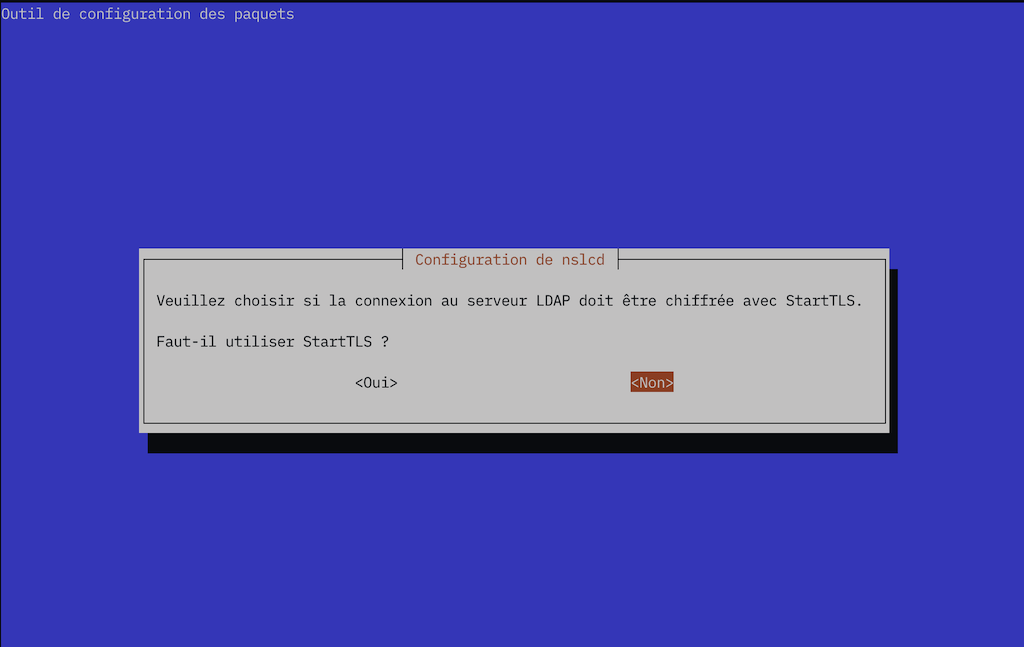 Outil de configuration des paquets
Configuration de nslcd
Veuillez choisir si la connexion au serveur LDAP doit être chiffrée avec StartTLS.
Faut-il utiliser StartTLS ?
<Oui> <Non>